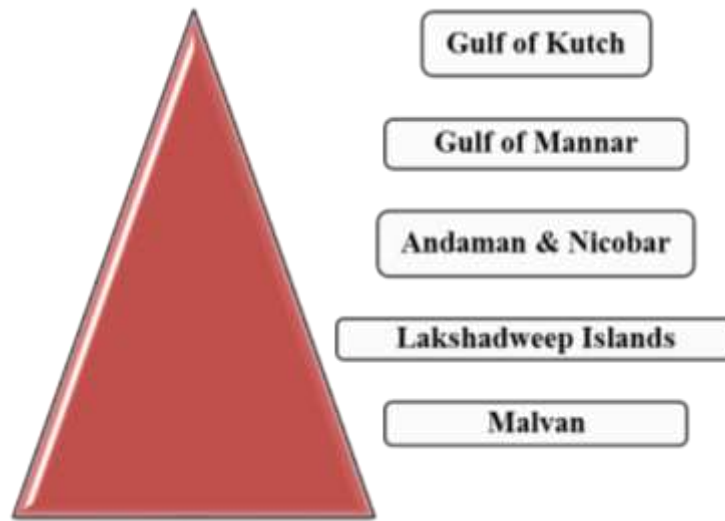 Gulf of Kutch
Gulf of Mannar
Andaman & Nicobar
Lakshadweep Islands
Malvan